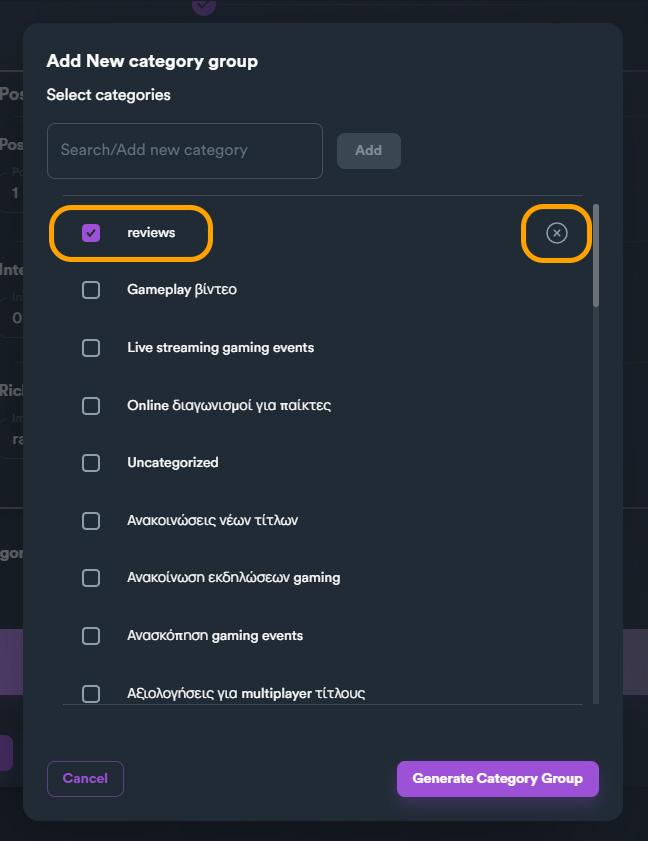 Add New category group
Select categories
Search/Add new category
Add
reviews
Gameplay βίντεο
Live streaming gaming events
Online διαγωνισμοί για παίκτες
Uncategorized
Ανακοινώσεις νέων τίτλων
Ανακοίνωση εκδηλώσεων gaming
Ανασκόπηση gaming events
Αξιολογήσεις για multiplayer τίτλους
Cancel
Generate Category Group